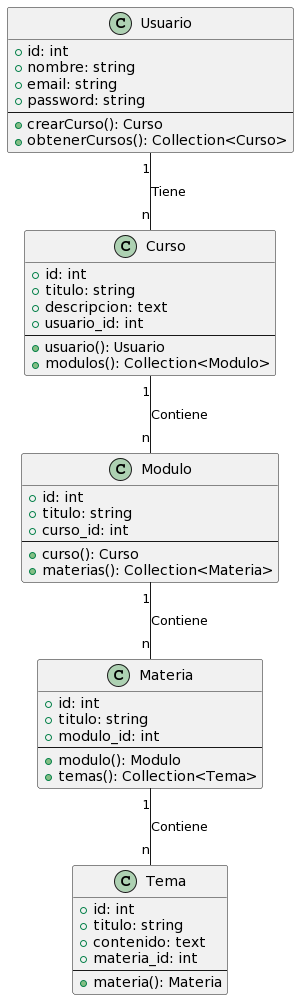 C Usuario
id: int
nombre: string
email: string
password: string
crearCurso(): Curso
obtenerCursos(): Collection<Curso>
1
Tiene
n
C Curso
id: int
titulo: string
descripcion: text
usuario_id: int
usuario(): Usuario
modulos(): Collection<Modulo>
1
Contiene
n
C Modulo
id: int
titulo: string
curso_id: int
curso(): Curso
materias(): Collection<Materia>
1
Contiene
n
C Materia
id: int
titulo: string
modulo_id: int
modulo(): Modulo
temas(): Collection<Tema>
1
Contiene
n
C Tema
id: int
titulo: string
contenido: text
materia_id: int
materia(): Materia